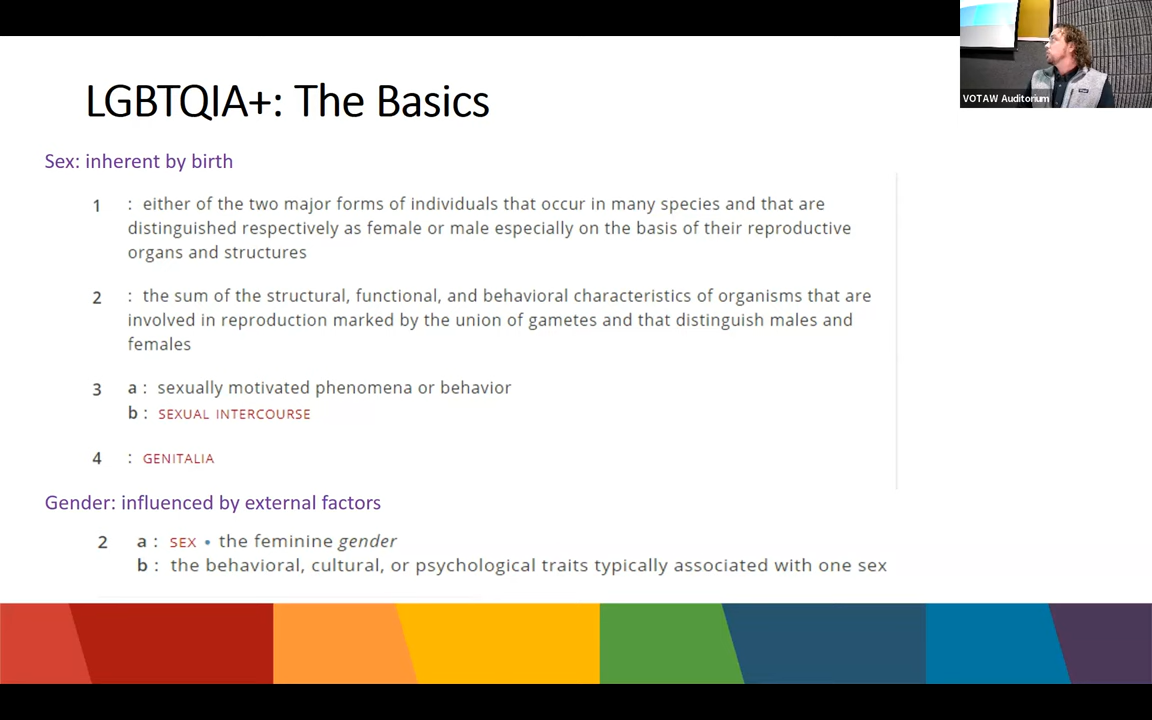 LGBTQIA+: The Basics
VOTAW Auditorium
Sex: inherent by birth
1 : either of the two major forms of individuals that occur in many species and that are
distinguished respectively as female or male especially on the basis of their reproductive
organs and structures
2 : the sum of the structural, functional, and behavioral characteristics of organisms that are
involved in reproduction marked by the union of gametes and that distinguish males and
females
3 a : sexually motivated phenomena or behavior
b : SEXUAL INTERCOURSE
4 : GENITALIA
Gender: influenced by external factors
2 a : SEX • the feminine gender
b : the behavioral, cultural, or psychological traits typically associated with one sex